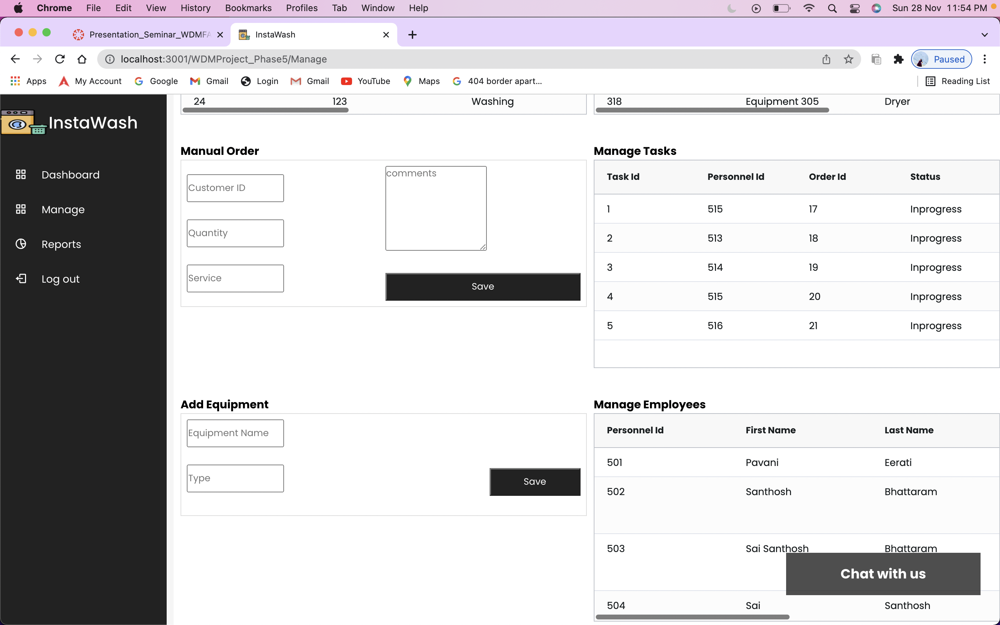 Chrome File Edit View History Bookmarks Profiles Tab Window Help Sun 28 Nov 11:54 PM
Presentation_Seminar_WDMFA InstaWash
localhost:3001/WDMProject_Phase5/Manage Paused
Apps My Account Google Gmail Login Gmail YouTube Maps 404 border apart... Reading List
InstaWash
Dashboard
Manage
Reports
Log out
24 123 Washing
318 Equipment 305 Dryer
Manual Order
Customer ID
Quantity
Service
comments
Save
Manage Tasks
Task Id Personnel Id Order Id Status
1 515 17 Inprogress
2 513 18 Inprogress
3 514 19 Inprogress
4 515 20 Inprogress
5 516 21 Inprogress
Add Equipment
Equipment Name
Type
Save
Manage Employees
Personnel Id First Name Last Name
501 Pavani Eerati
502 Santhosh Bhattaram
503 Sai Santhosh Bhattaram
504 Sai Santhosh
Chat with us